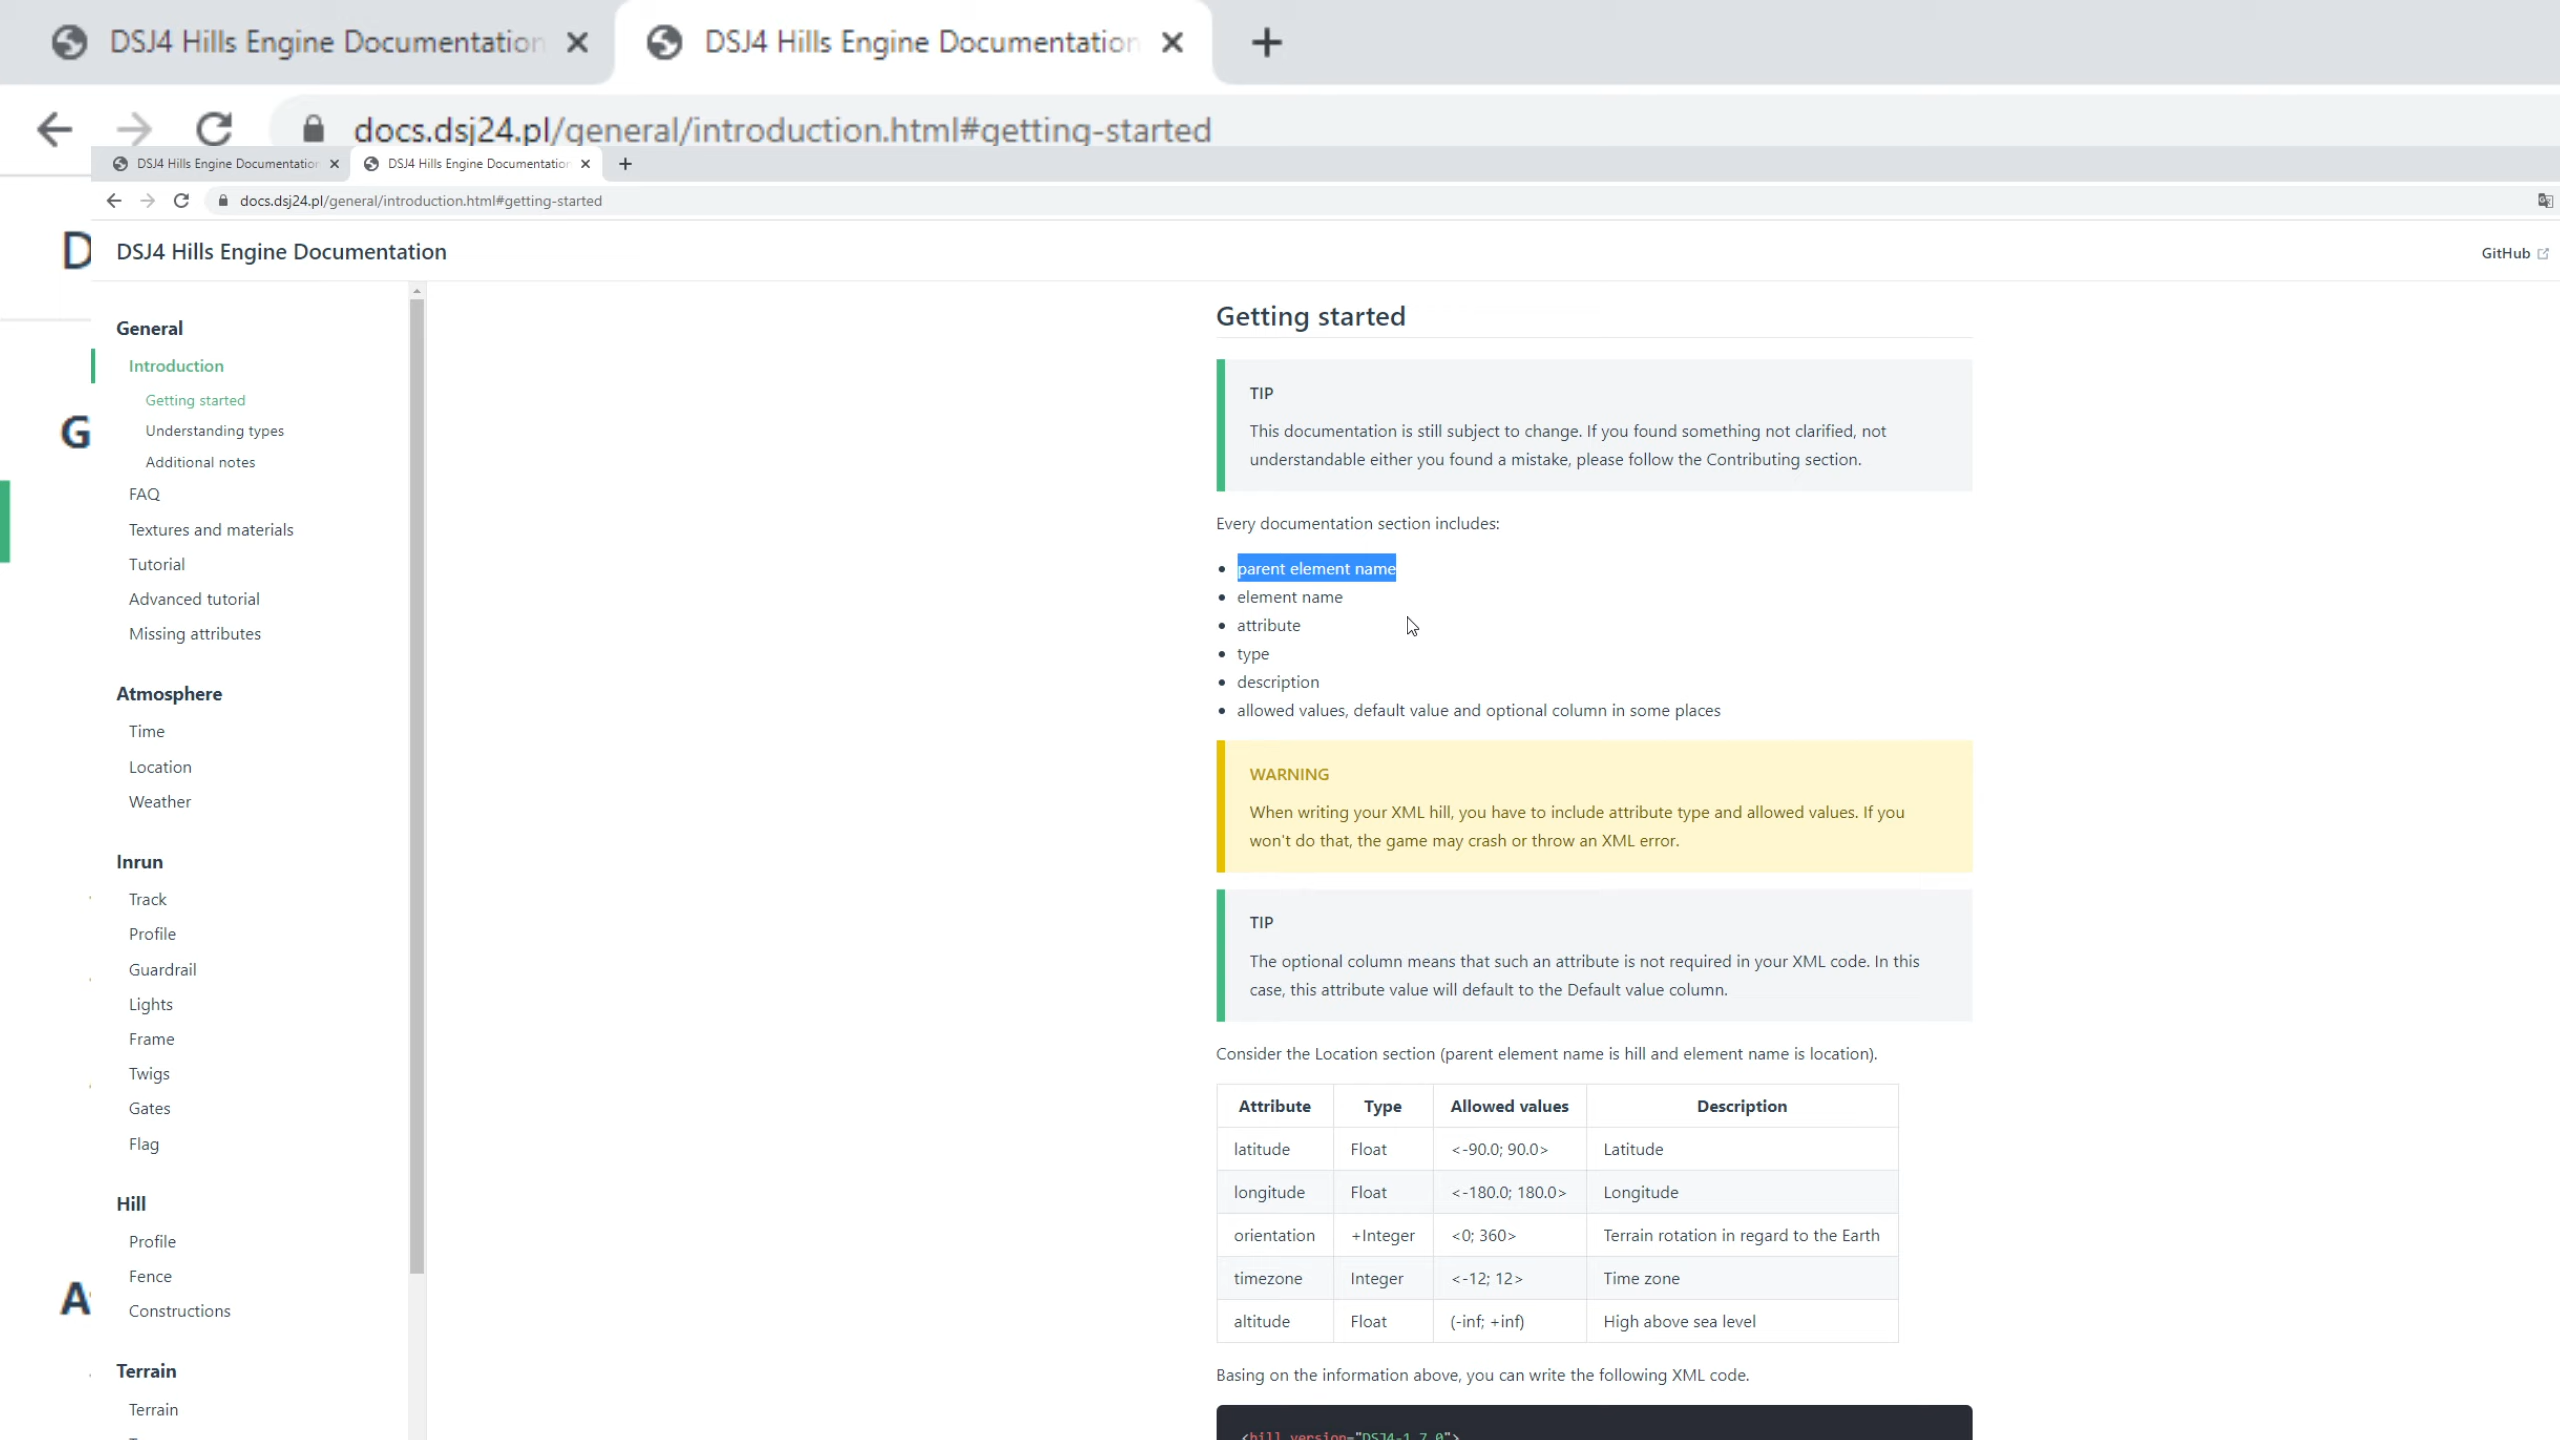 DSJ4 Hills Engine Documentation
DSJ4 Hills Engine Documentation
docs.dsj24.pl/general/introduction.html#getting-started
DSJ4 Hills Engine Documentation
DSJ4 Hills Engine Documentation
docs.dsj24.pl/general/introduction.html#getting-started
D
DSJ4 Hills Engine Documentation
GitHub
G
A
General
Introduction
Getting started
Understanding types
Additional notes
FAQ
Textures and materials
Tutorial
Advanced tutorial
Missing attributes
Atmosphere
Time
Location
Weather
Inrun
Track
Profile
Guardrail
Lights
Frame
Twigs
Gates
Flag
Hill
Profile
Fence
Constructions
Terrain
Terrain
Getting started
TIP
This documentation is still subject to change. If you found something not clarified, not
understandable either you found a mistake, please follow the Contributing section.
Every documentation section includes:
• parent element name
• element name
• attribute
• type
• description
• allowed values, default value and optional column in some places
WARNING
When writing your XML hill, you have to include attribute type and allowed values. If you
won't do that, the game may crash or throw an XML error.
TIP
The optional column means that such an attribute is not required in your XML code. In this
case, this attribute value will default to the Default value column.
Consider the Location section (parent element name is hill and element name is location).
Attribute Type Allowed values Description
latitude Float <-90.0; 90.0> Latitude
longitude Float <-180.0; 180.0> Longitude
orientation +Integer <0; 360> Terrain rotation in regard to the Earth
timezone Integer <-12; 12> Time zone
altitude Float (-inf; +inf) High above sea level
Basing on the information above, you can write the following XML code.
<hill version="DSJ4-1.7.0">